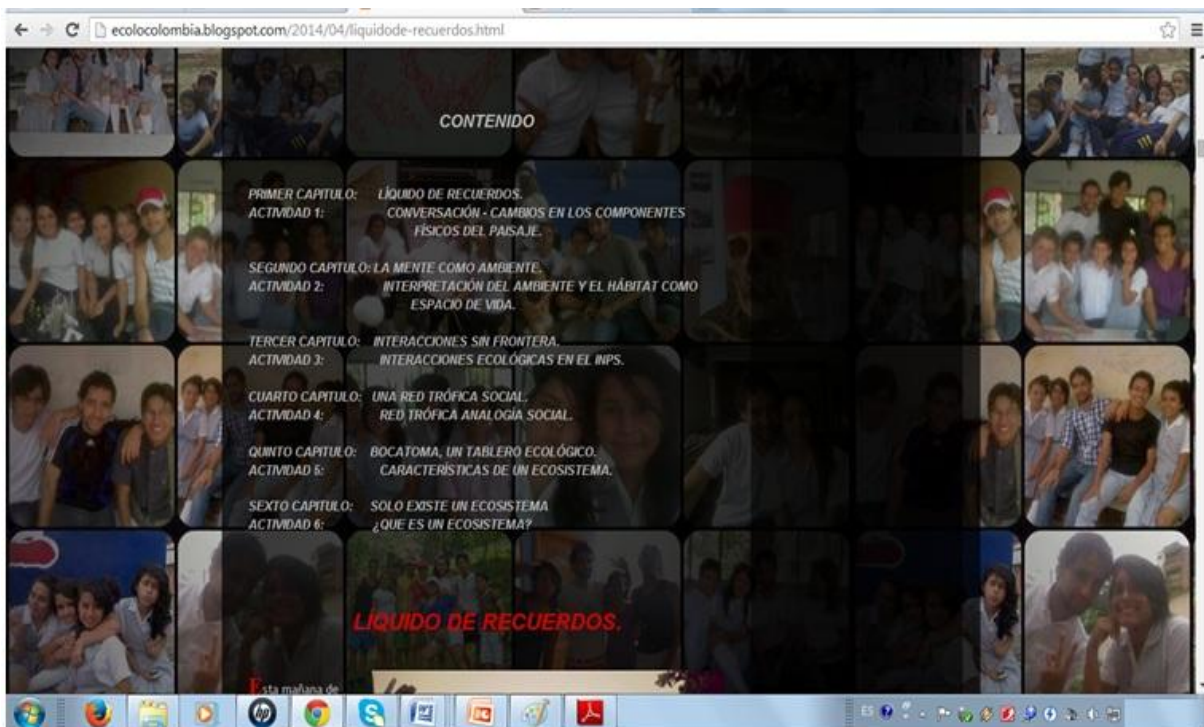 ecolocolombia.blogspot.com/2014/04/liquidode-recuerdos.html
CONTENIDO
PRIMER CAPITULO: LÍQUIDO DE RECUERDOS.
ACTIVIDAD 1: CONVERSACIÓN - CAMBIOS EN LOS COMPONENTES
FÍSICOS DEL PAISAJE.
SEGUNDO CAPITULO: LA MENTE COMO AMBIENTE.
ACTIVIDAD 2: INTERPRETACIÓN DEL AMBIENTE Y EL HÁBITAT COMO
ESPACIO DE VIDA.
TERCER CAPITULO: INTERACCIONES SIN FRONTERA.
ACTIVIDAD 3: INTERACCIONES ECOLÓGICAS EN EL INPS.
CUARTO CAPITULO: UNA RED TRÓFICA SOCIAL.
ACTIVIDAD 4: RED TRÓFICA ANALOGÍA SOCIAL.
QUINTO CAPITULO: BOCATOMA, UN TABLERO ECOLÓGICO.
ACTIVIDAD 5: CARACTERÍSTICAS DE UN ECOSISTEMA.
SEXTO CAPITULO: SOLO EXISTE UN ECOSISTEMA
ACTIVIDAD 6: ¿QUE ES UN ECOSISTEMA?
LÍQUIDO DE RECUERDOS.
Esta mañana de
hp
ES